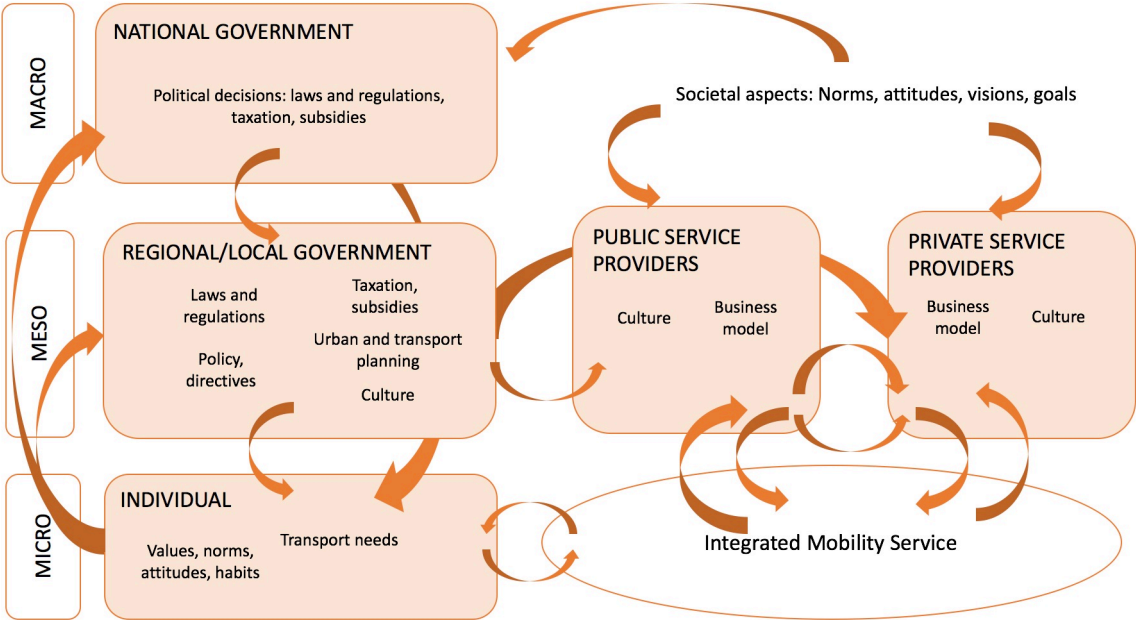 MACRO
NATIONAL GOVERNMENT
Political decisions: laws and regulations,
taxation, subsidies
Societal aspects: Norms, attitudes, visions, goals
MESO
REGIONAL/LOCAL GOVERNMENT
Laws and
regulations
Taxation,
subsidies
Urban and transport
planning
Policy,
directives
Culture
PUBLIC SERVICE
PROVIDERS
Culture
Business
model
PRIVATE SERVICE
PROVIDERS
Business
model
Culture
MICRO
INDIVIDUAL
Values, norms,
attitudes, habits
Transport needs
Integrated Mobility Service